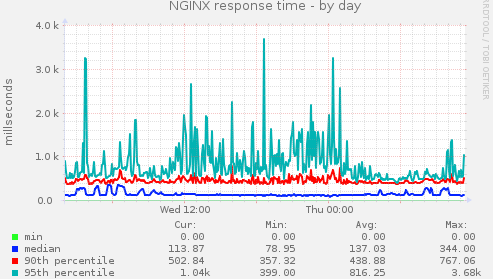 NGINX response time - by day
RRDTOOL / TOBI OETIKER
millseconds
4.0 k
3.0 k
2.0 k
1.0 k
0.0
Wed 12:00 Thu 00:00
Cur: Min: Avg: Max:
min 0.00 0.00 0.00 0.00
median 113.87 78.95 137.03 344.00
90th percentile 502.84 357.32 438.88 767.06
95th percentile 1.04k 399.00 816.25 3.68k